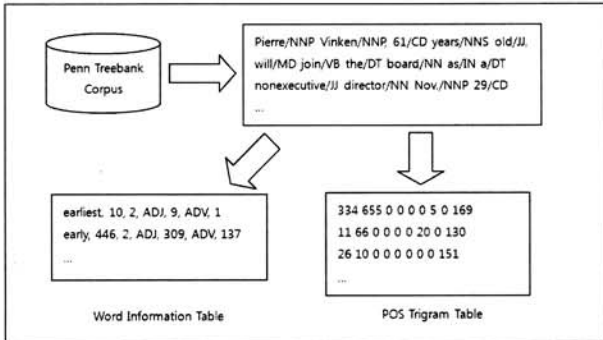 Penn Treebank
Corpus
Pierre/NNP Vinken/NNP, 61/CD years/NNS old/JJ,
will/MD join/VB the/DT board/NN as/IN a/DT
nonexecutive/JJ director/NN Nov./NNP 29/CD
...
earliest, 10, 2, ADJ, 9, ADV, 1
early, 446, 2, ADJ, 309, ADV, 137
...
Word Information Table
334 655 0 0 0 0 5 0 169
11 66 0 0 0 0 20 0 130
26 10 0 0 0 0 0 0 151
...
POS Trigram Table